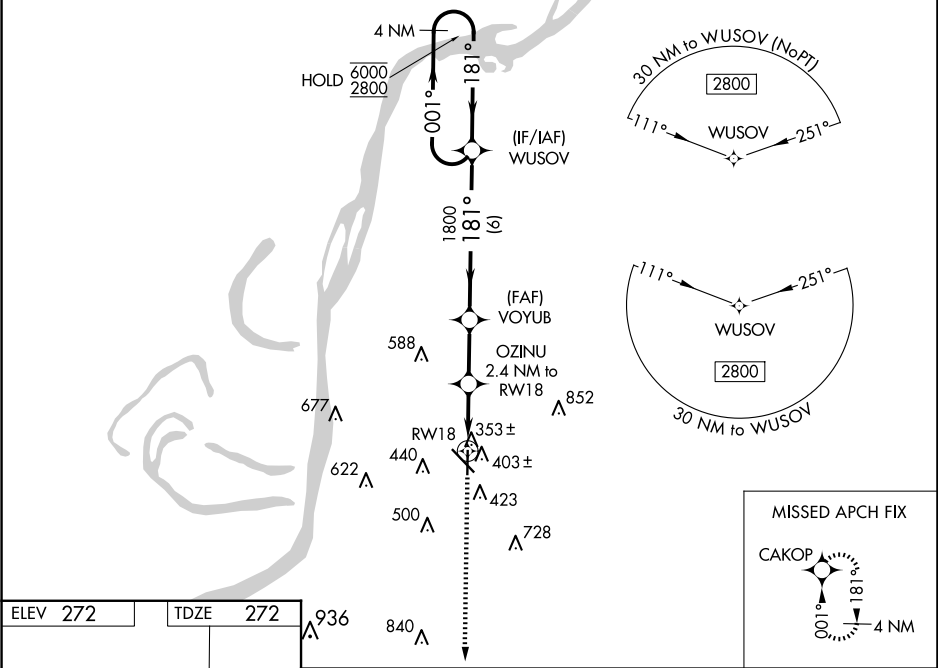 4 NM
HOLD 6000
2800
001°
181°
(IF/IAF)
WUSOV
1800
181°
(6)
(FAF)
VOYUB
588
OZINU
2.4 NM to
RW18
852
677
RW18
353±
440
403±
622
423
500
728
936
840
30 NM to WUSOV (NoPT)
2800
111°
WUSOV
251°
111°
251°
WUSOV
2800
30 NM to WUSOV
MISSED APCH FIX
CAKOP
001°
181°
4 NM
ELEV 272
TDZE 272